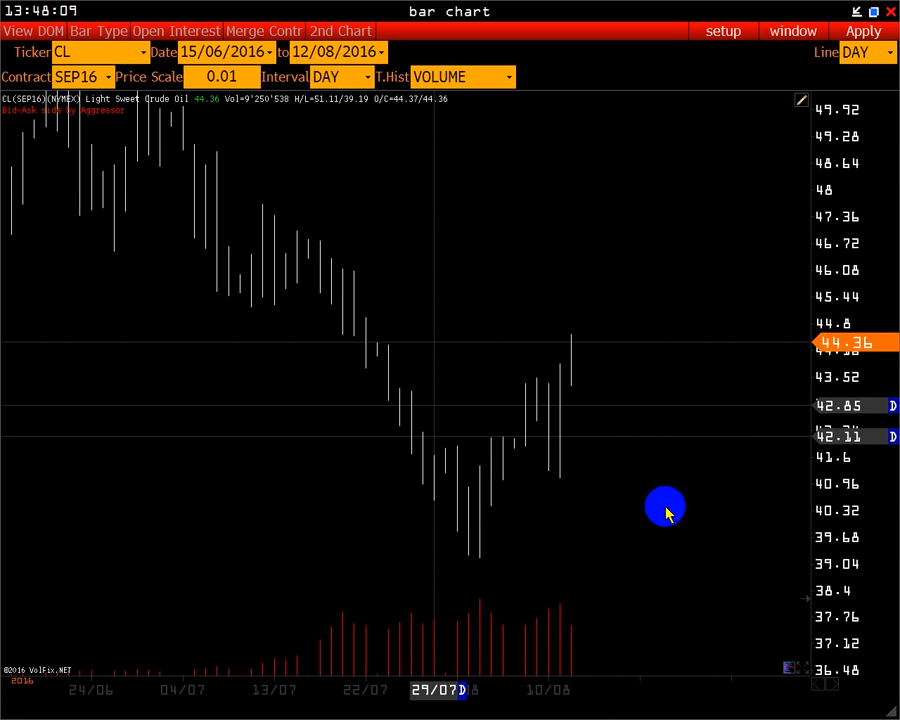 13:48:09 bar chart
View DOM Bar Type Open Interest Merge Contr 2nd Chart setup window Apply
Ticker CL Date 15/06/2016 to 12/08/2016 Line DAY
Contract SEP16 Price Scale 0.01 Interval DAY T.Hist VOLUME
CL(SEP16)(NYMEX) Light Sweet Crude Oil 44.36 Vol=9'250'538 H/L=51.11/39.19 O/C=44.37/44.36
Bid-Ask side by Aggressor
49.92
49.28
48.64
48
47.36
46.72
46.08
45.44
44.8
44.36
43.52
42.85 D
42.11 D
41.6
40.96
40.32
39.68
39.04
38.4
37.76
37.12
36.48
©2016 VolFix.NET
2016
24/06 04/07 13/07 22/07 29/07 D 10/08